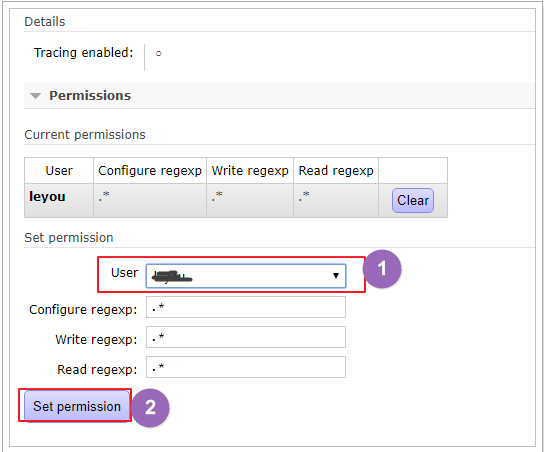 Details
Tracing enabled: ○
Permissions
Current permissions
User Configure regexp Write regexp Read regexp
leyou .* .* .* Clear
Set permission
User 1
Configure regexp: .*
Write regexp: .*
Read regexp: .*
Set permission 2